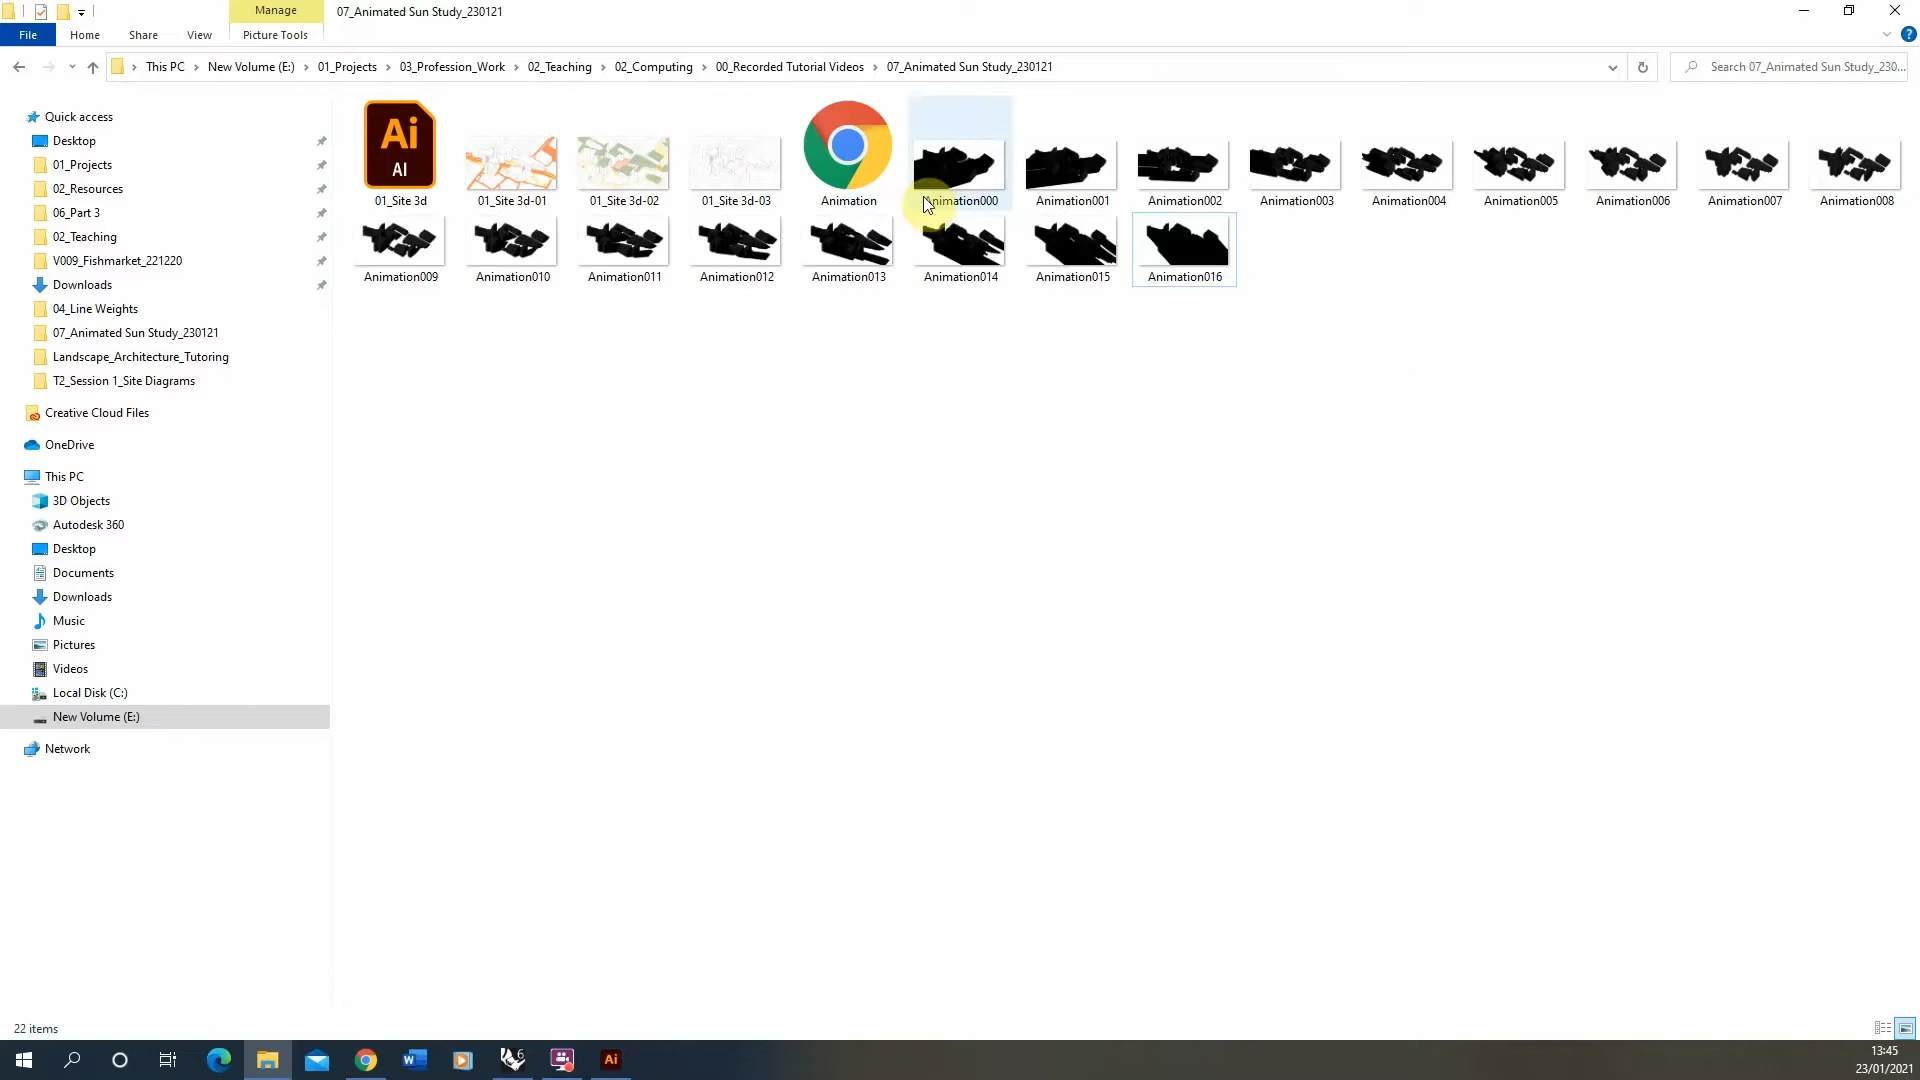 Manage
07_Animated Sun Study_230121
File
Home
Share
View
Picture Tools
This PC
New Volume (E:)
01_Projects
03_Profession_Work
02_Teaching
02_Computing
00_Recorded Tutorial Videos
07_Animated Sun Study_230121
Search 07_Animated Sun Study_230...
Quick access
Desktop
01_Projects
02_Resources
06_Part 3
02_Teaching
V009_Fishmarket_221220
Downloads
04_Line Weights
07_Animated Sun Study_230121
Landscape_Architecture_Tutoring
T2_Session 1_Site Diagrams
Creative Cloud Files
OneDrive
This PC
3D Objects
Autodesk 360
Desktop
Documents
Downloads
Music
Pictures
Videos
Local Disk (C:)
New Volume (E:)
Network
Ai
AI
01_Site 3d
01_Site 3d-01
01_Site 3d-02
01_Site 3d-03
Animation
Animation000
Animation001
Animation002
Animation003
Animation004
Animation005
Animation006
Animation007
Animation008
Animation009
Animation010
Animation011
Animation012
Animation013
Animation014
Animation015
Animation016
22 items
Ai
13:45
23/01/2021